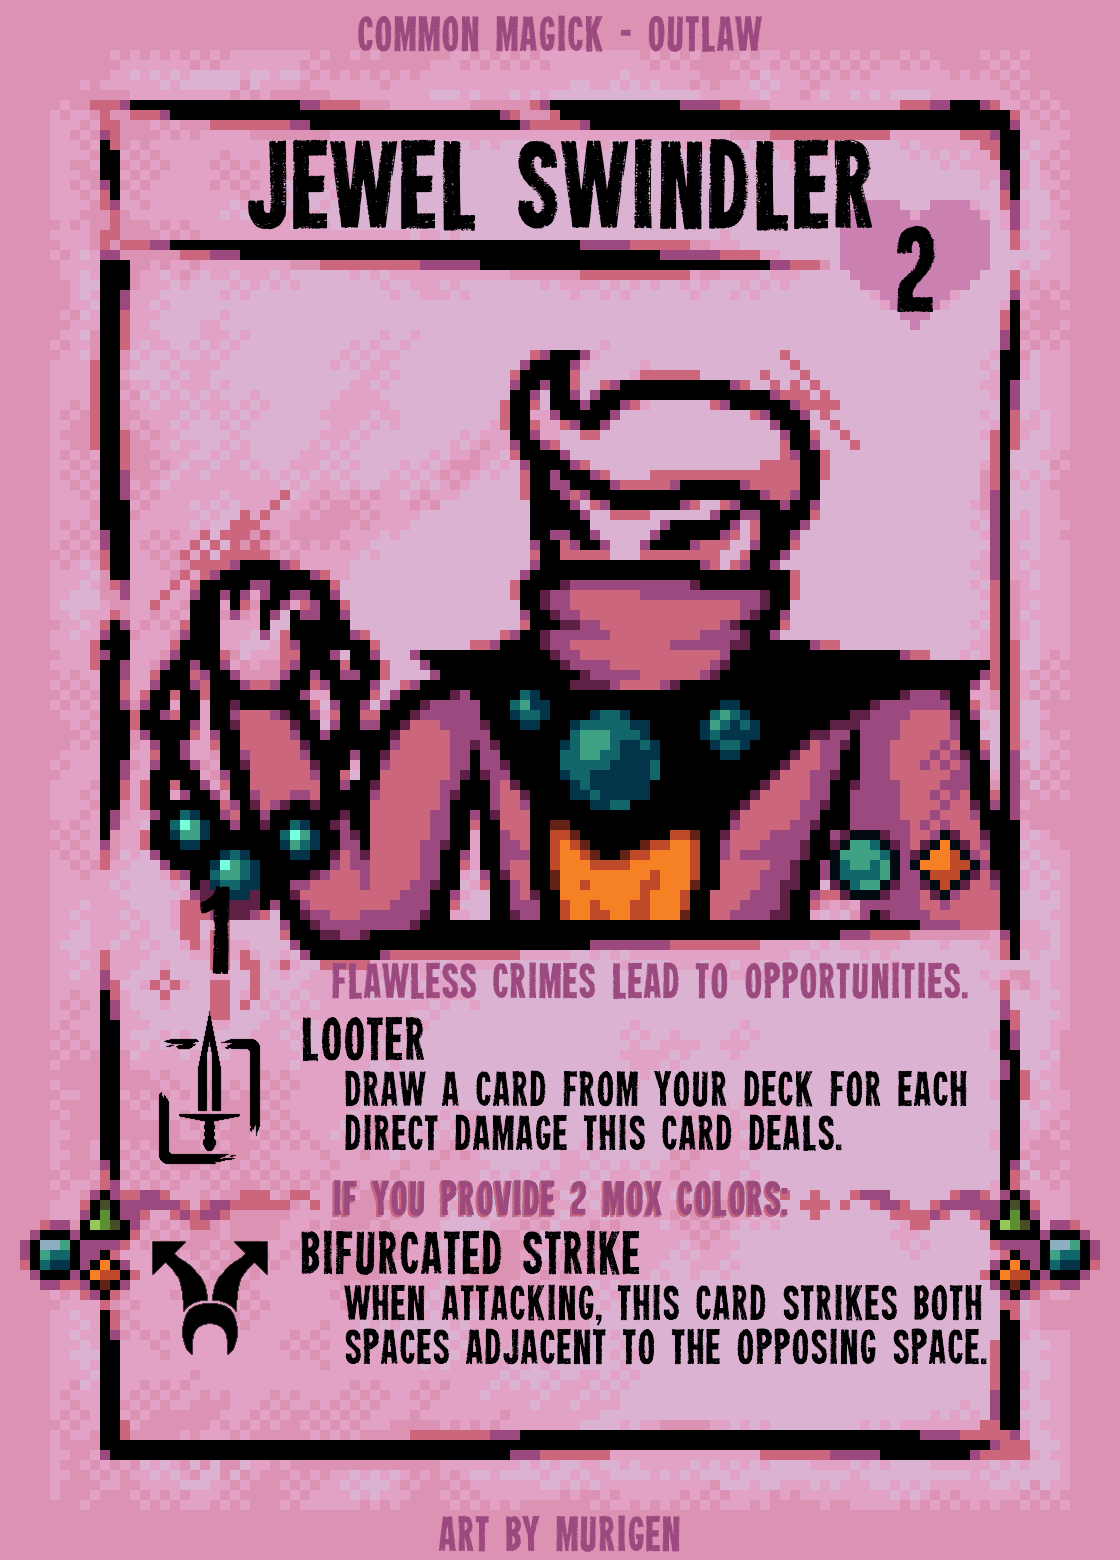 COMMON MAGICK - OUTLAW
JEWEL SWINDLER
2
1
FLAWLESS CRIMES LEAD TO OPPORTUNITIES.
LOOTER
DRAW A CARD FROM YOUR DECK FOR EACH
DIRECT DAMAGE THIS CARD DEALS.
IF YOU PROVIDE 2 MOX COLORS:
BIFURCATED STRIKE
WHEN ATTACKING, THIS CARD STRIKES BOTH
SPACES ADJACENT TO THE OPPOSING SPACE.
ART BY MURIGEN